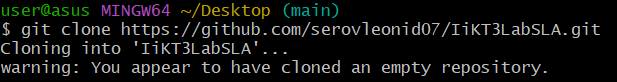 user@asus MINGW64 ~/Desktop (main)
$ git clone https://github.com/serovleonid07/IiKT3LabSLA.git
Cloning into 'IiKT3LabSLA'...
warning: You appear to have cloned an empty repository.